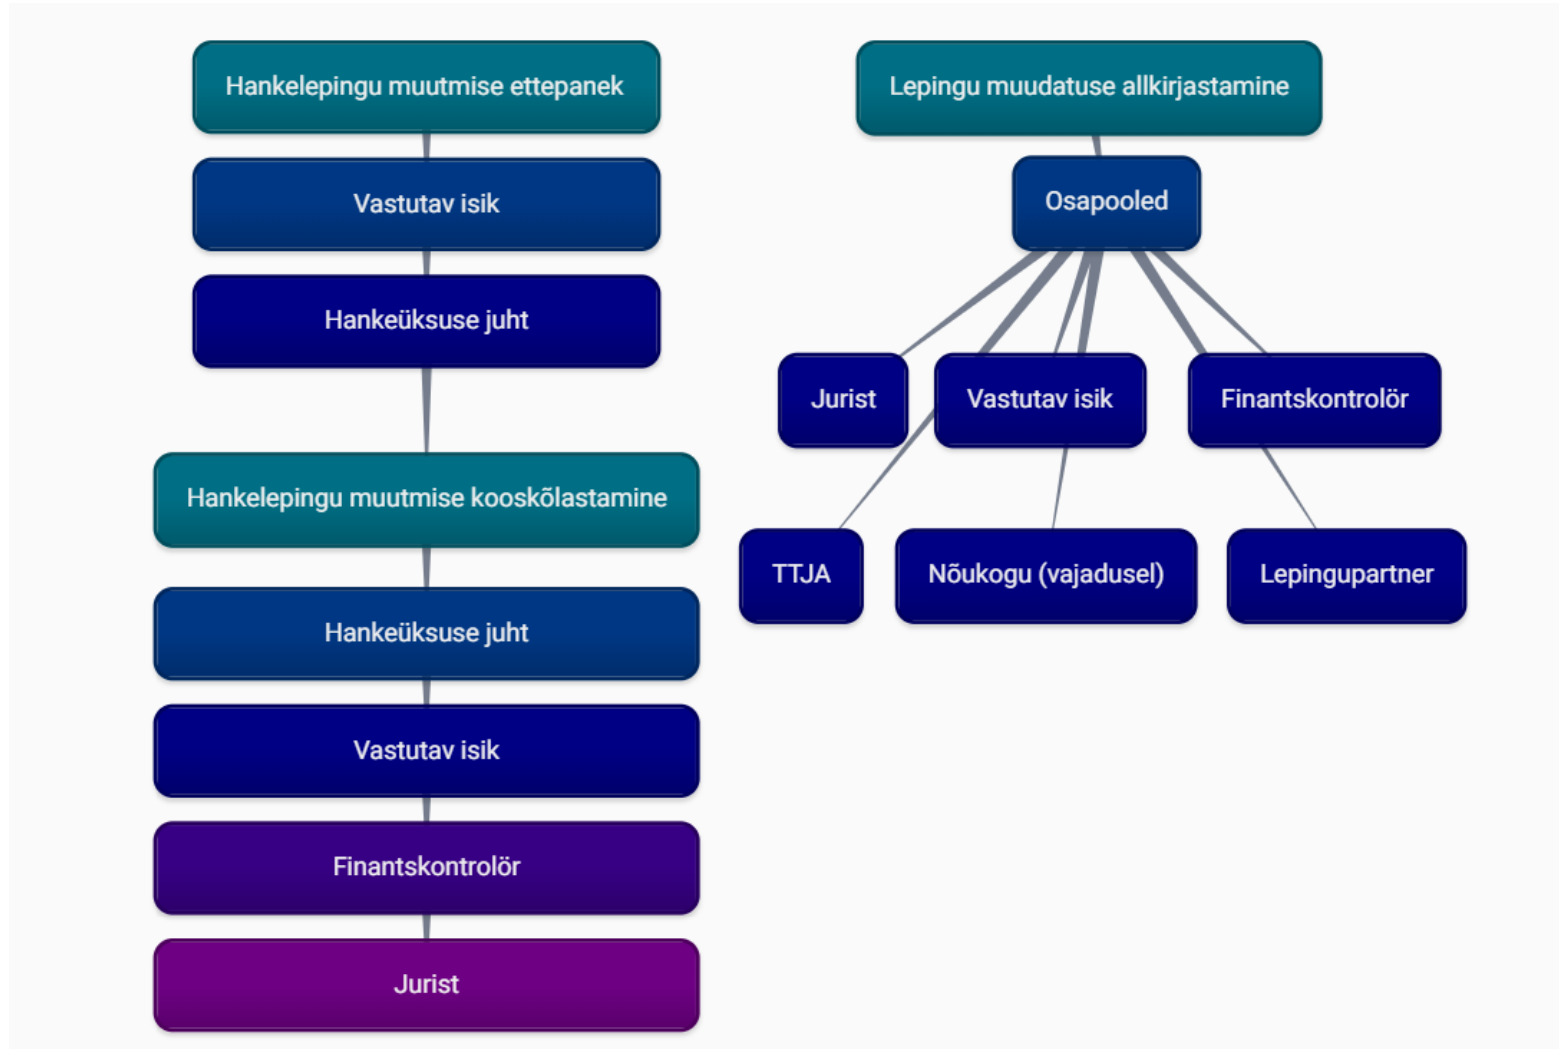 Hankelepingu muutmise ettepanek
Vastutav isik
Hankeüksuse juht
Hankelepingu muutmise kooskõlastamine
Hankeüksuse juht
Vastutav isik
Finantskontrolör
Jurist
Lepingu muudatuse allkirjastamine
Osapooled
Jurist
Vastutav isik
Finantskontrolör
TTJA
Nõukogu (vajadusel)
Lepingupartner